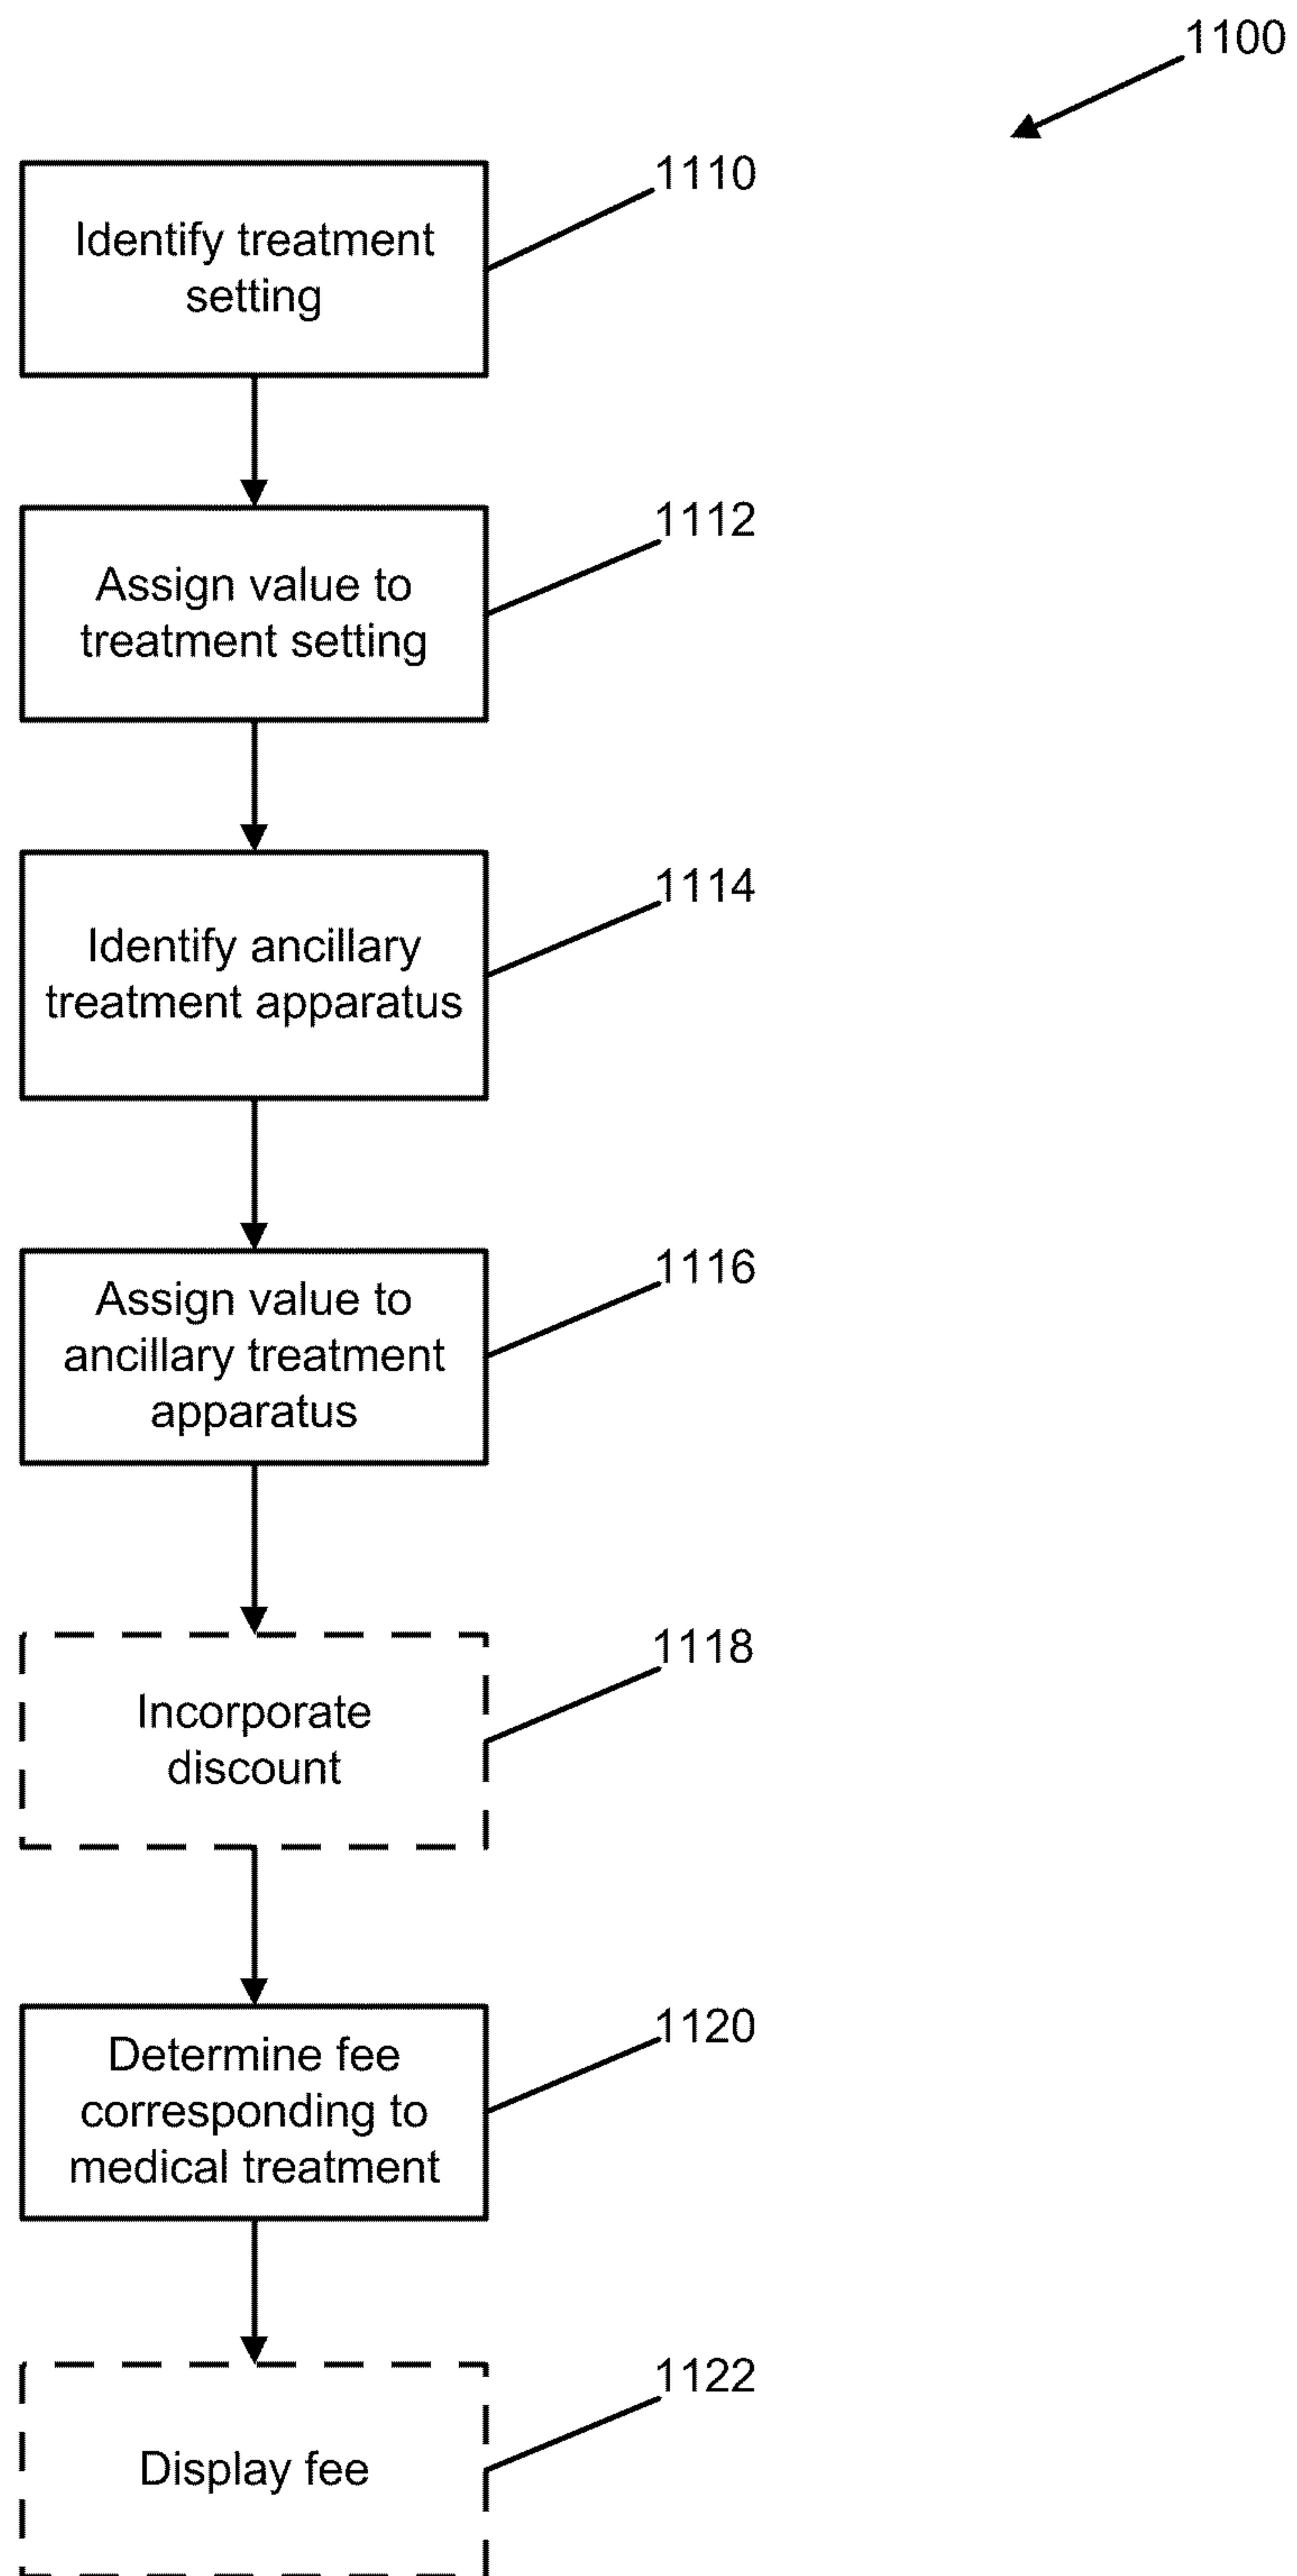 1100
1110
Identify treatment
setting
1112
Assign value to
treatment setting
1114
Identify ancillary
treatment apparatus
1116
Assign value to
ancillary treatment
apparatus
1118
Incorporate
discount
1120
Determine fee
corresponding to
medical treatment
1122
Display fee